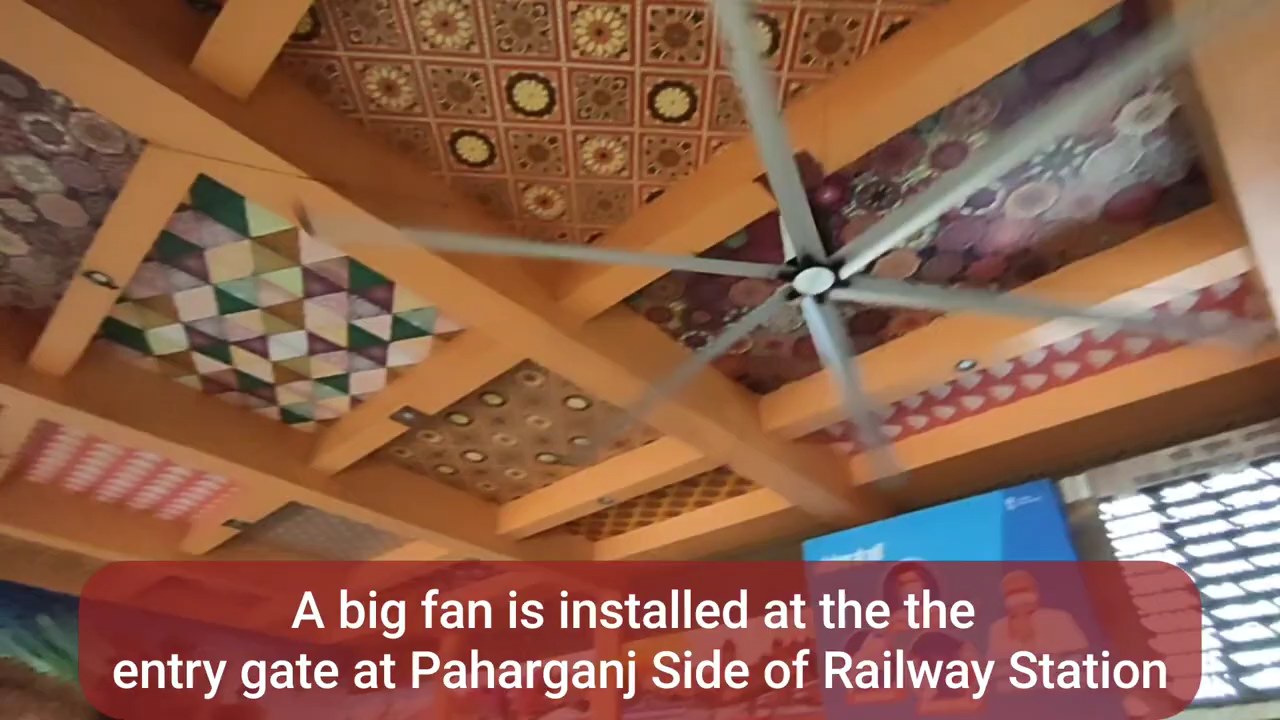 A big fan is installed at the the
entry gate at Paharganj Side of Railway Station